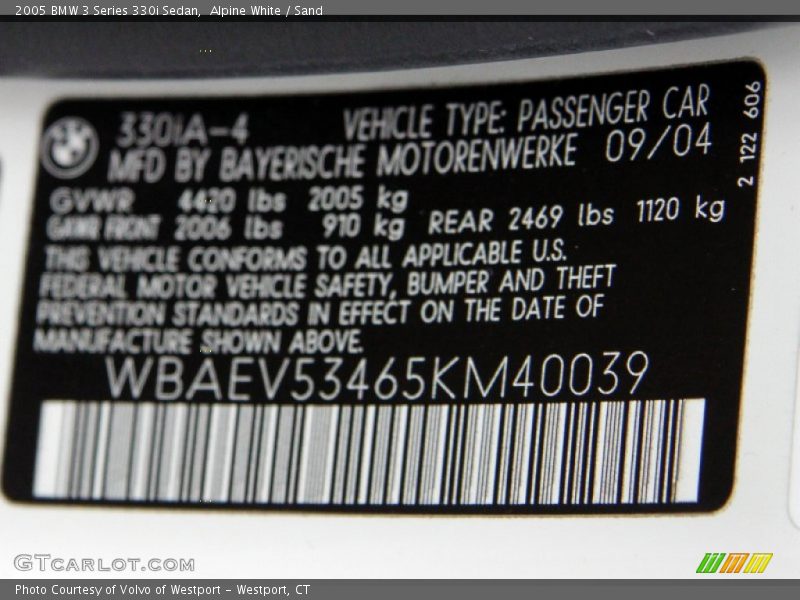 2005 BMW 3 Series 330i Sedan, Alpine White / Sand
BMW
330iA-4 VEHICLE TYPE: PASSENGER CAR
MFD BY BAYERISCHE MOTORENWERKE 09/04
2 122 606
GVWR 4420 lbs 2005 kg
GAWR FRONT 2006 lbs 910 kg REAR 2469 lbs 1120 kg
THIS VEHICLE CONFORMS TO ALL APPLICABLE U.S.
FEDERAL MOTOR VEHICLE SAFETY, BUMPER AND THEFT
PREVENTION STANDARDS IN EFFECT ON THE DATE OF
MANUFACTURE SHOWN ABOVE.
WBAEV53465KM40039
GTCARLOT.COM
Photo Courtesy of Volvo of Westport - Westport, CT